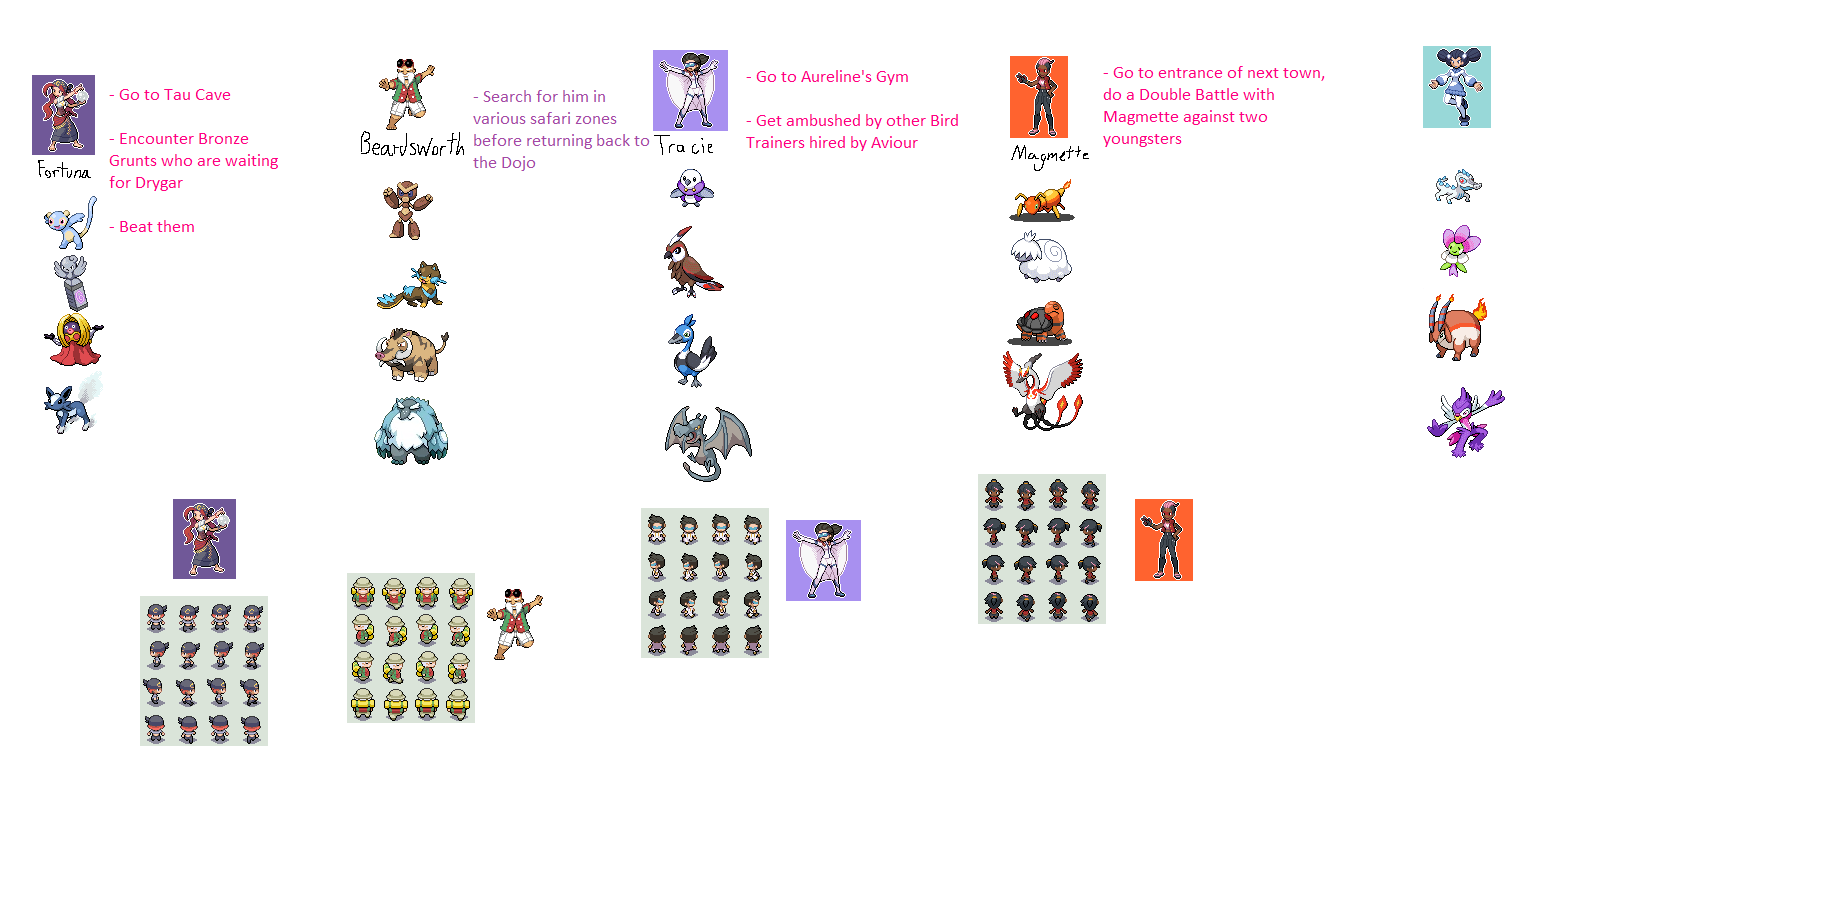 - Go to Tau Cave
- Encounter Bronze
Grunts who are waiting
for Drygar
- Beat them
Fortuna
- Search for him in
various safari zones
before returning back to
the Dojo
Beardsworth
- Go to Aureline's Gym
- Get ambushed by other Bird
Trainers hired by Aviour
Tracie
- Go to entrance of next town,
do a Double Battle with
Magmette against two
youngsters
Magmette